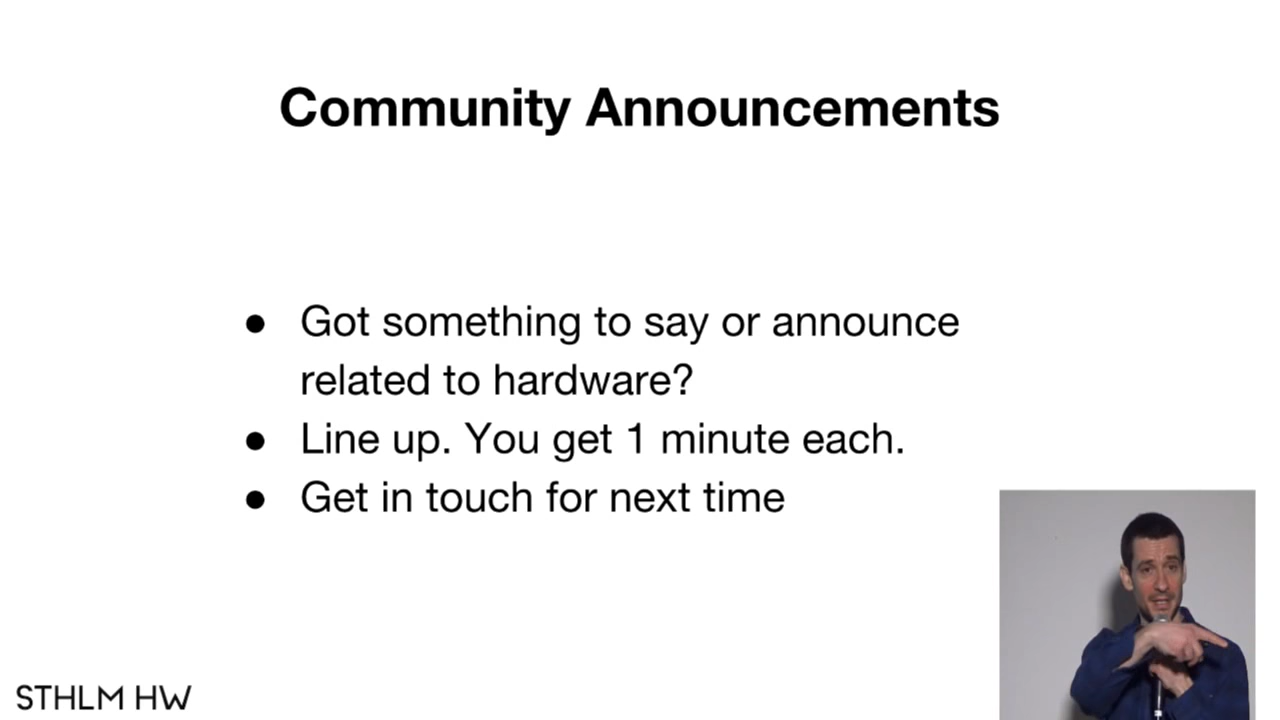 Community Announcements
● Got something to say or announce
related to hardware?
● Line up. You get 1 minute each.
● Get in touch for next time
STHLM HW